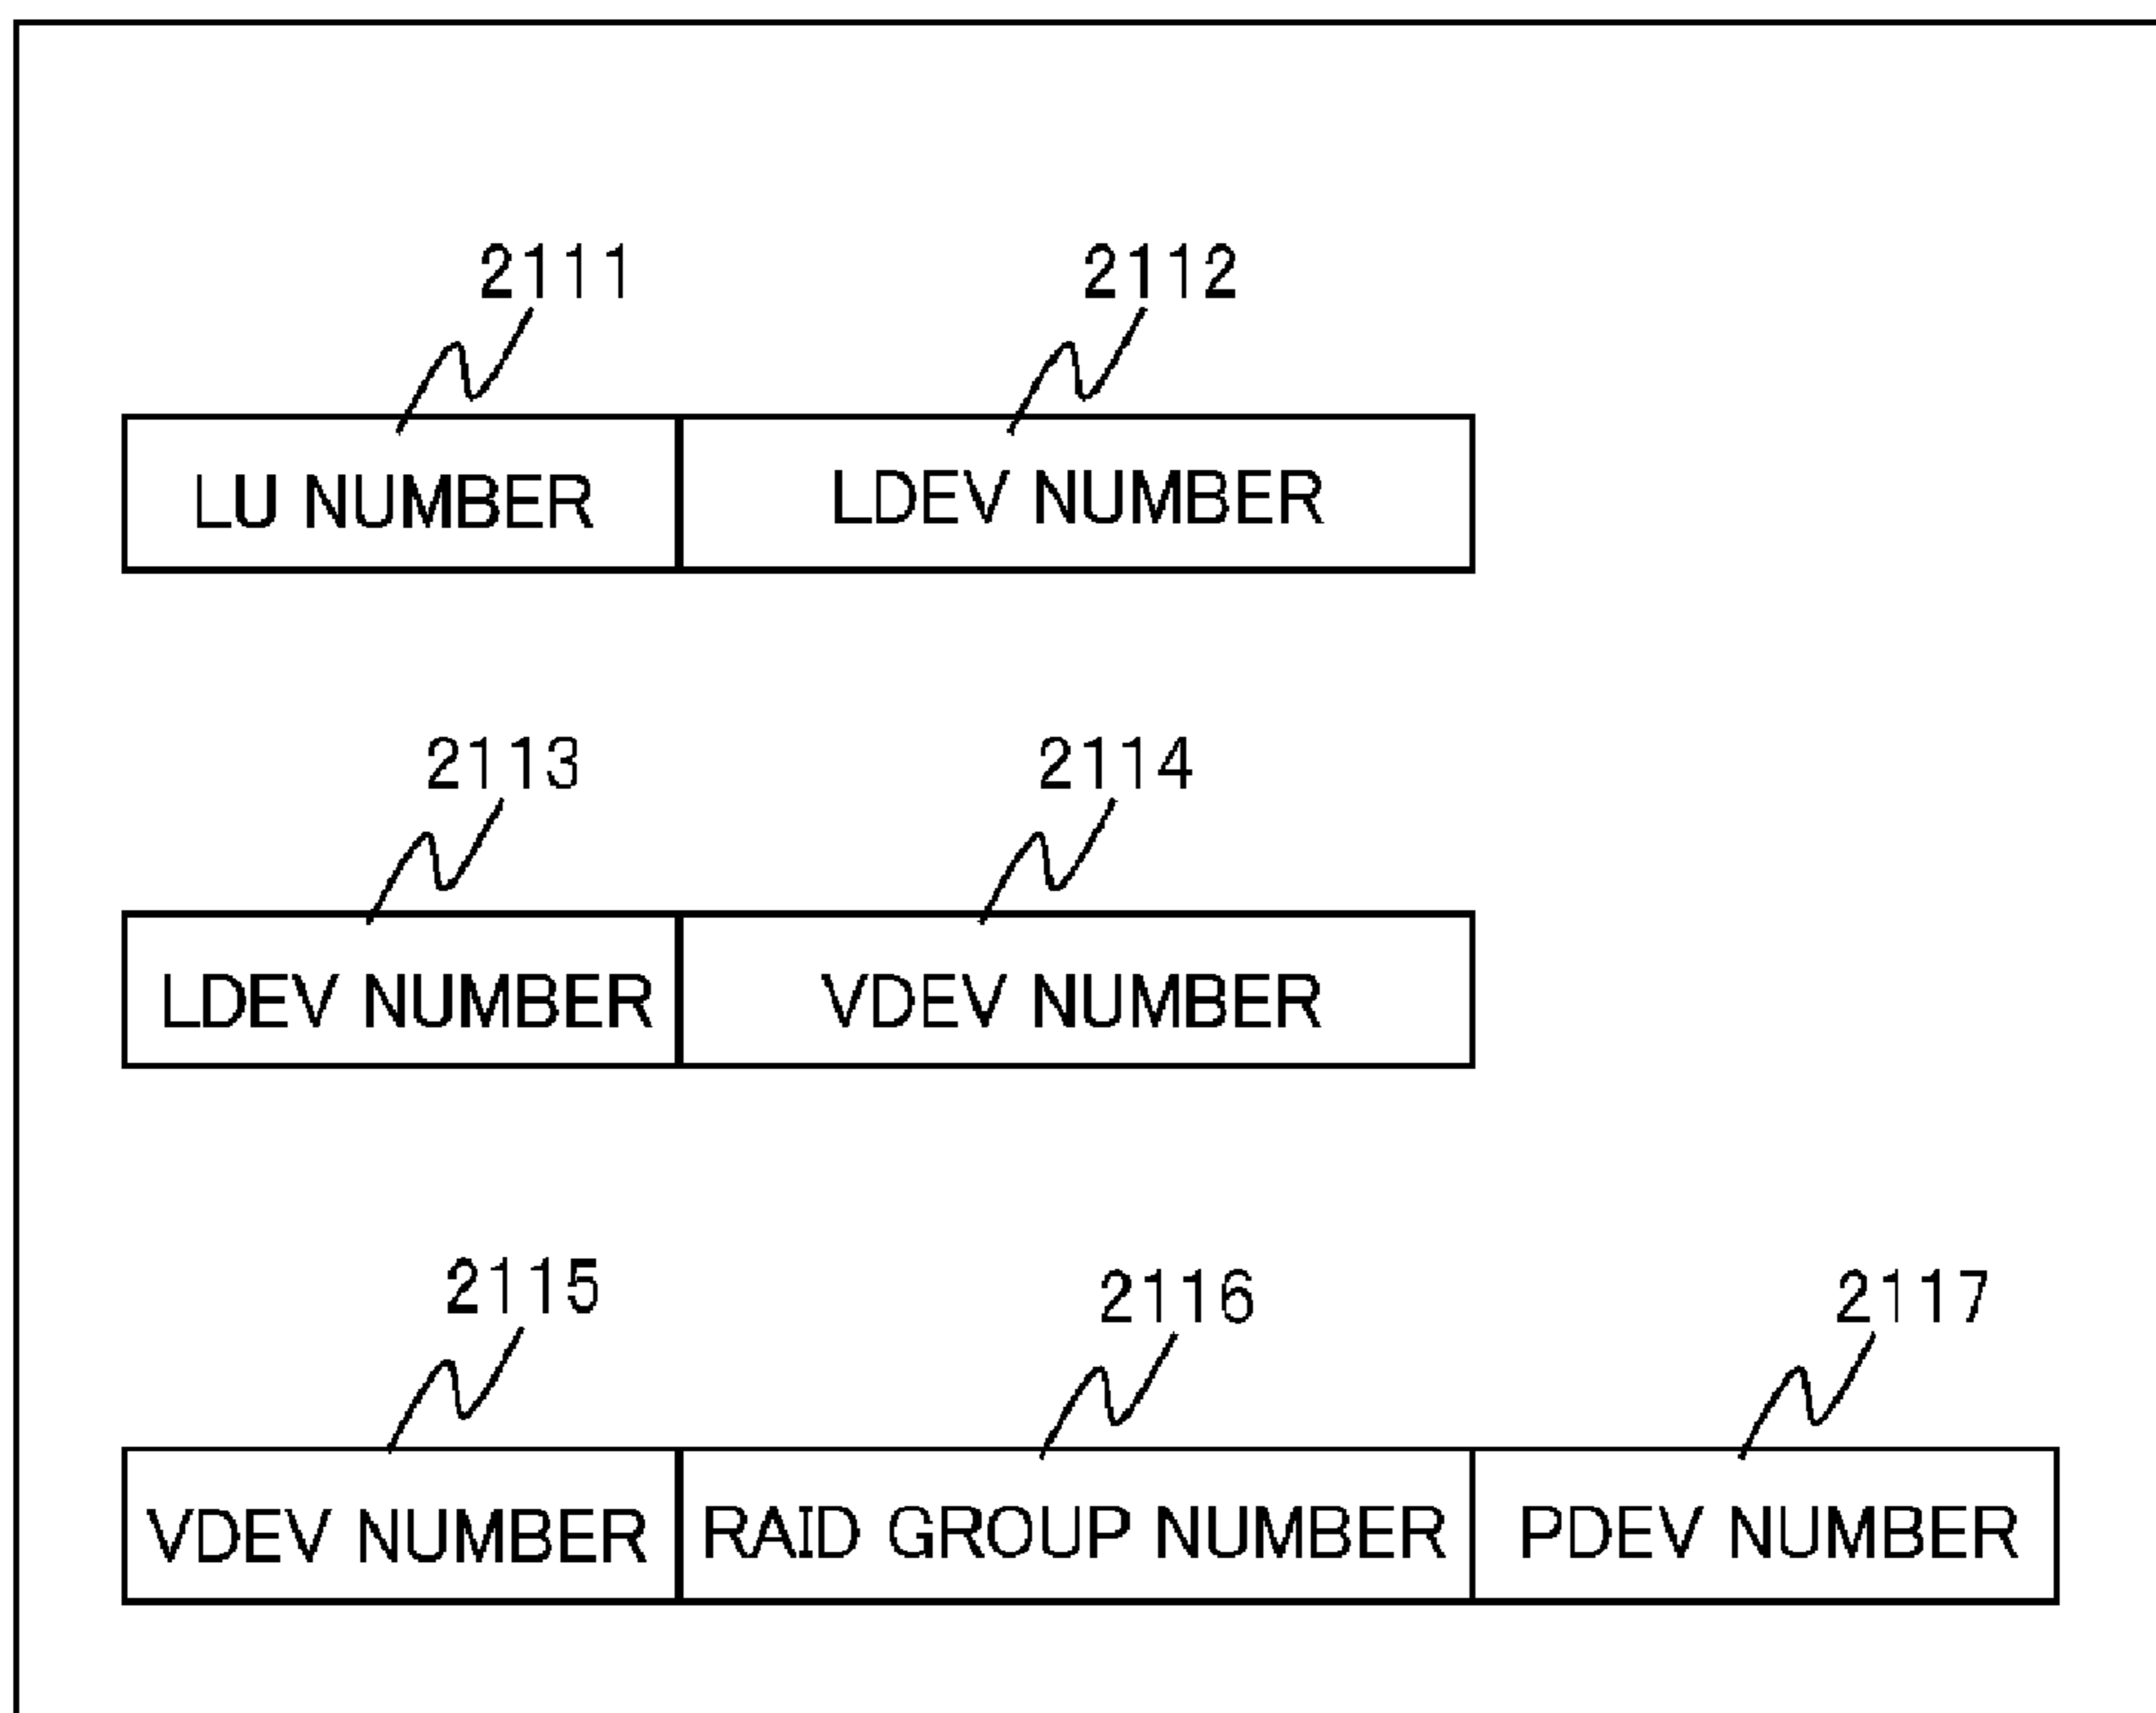 2111 2112
LU NUMBER LDEV NUMBER
2113 2114
LDEV NUMBER VDEV NUMBER
2115 2116 2117
VDEV NUMBER RAID GROUP NUMBER PDEV NUMBER